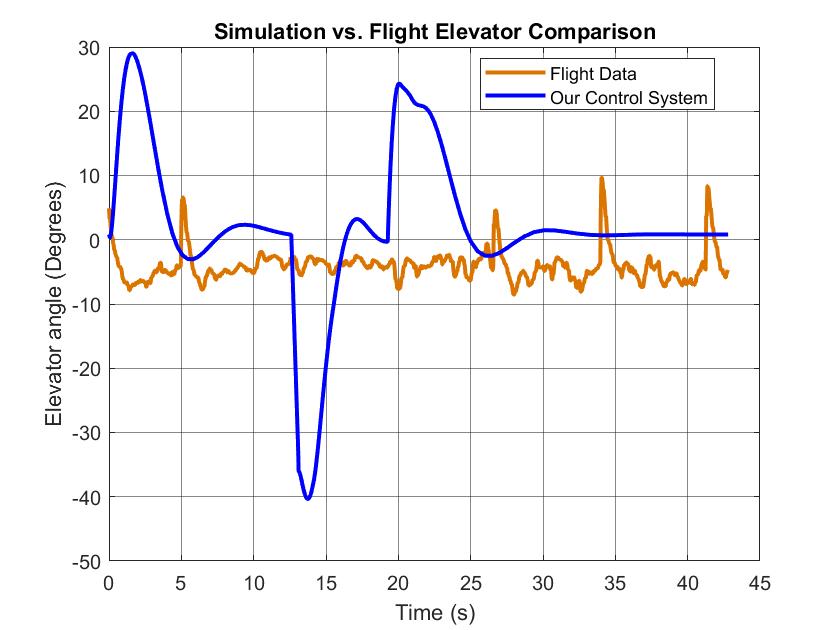 Simulation vs. Flight Elevator Comparison
Flight Data
Our Control System
Elevator angle (Degrees)
30
20
10
0
-10
-20
-30
-40
-50
0 5 10 15 20 25 30 35 40 45
Time (s)